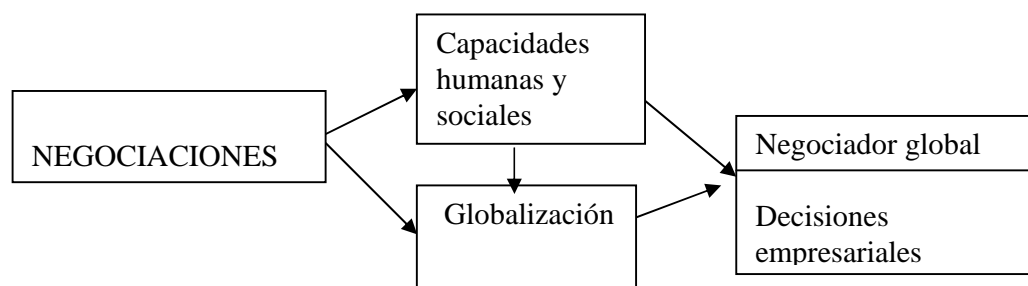 NEGOCIACIONES
Capacidades
humanas y
sociales
Globalización
Negociador global
Decisiones
empresariales